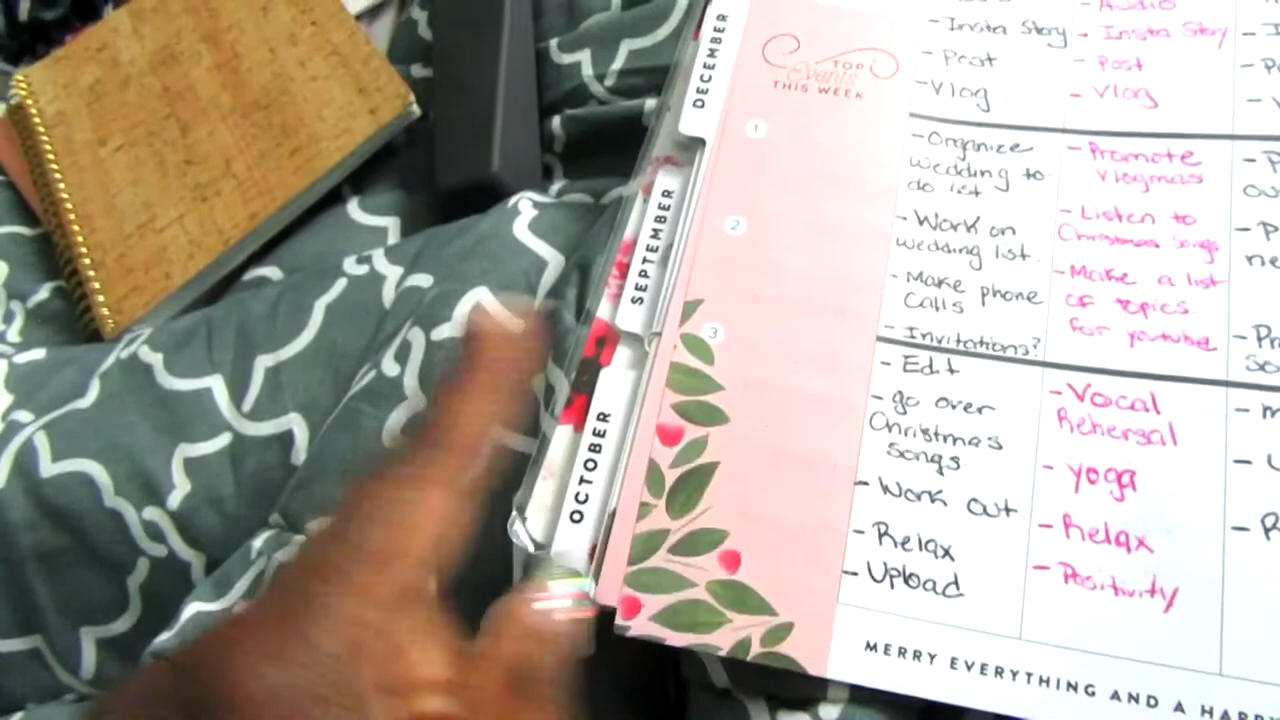 DECEMBER
SEPTEMBER
OCTOBER
TOP
events
THIS WEEK
1
2
3
- Insta Story
- Post
- Vlog
- Organize
wedding to-
do list
- Work on
wedding list.
- Make phone
Calls
- Invitations?
- Edit
- go over
Christmas
Songs
- Work out
- Relax
- Upload
- Audio
- Insta Story
- Post
- Vlog
- Promote
Vlogmas
- Listen to
Christmas songs
- Make a list
of topics
for youtube
- Vocal
Rehersal
- yoga
- Relax
- Positivity
MERRY EVERYTHING AND A